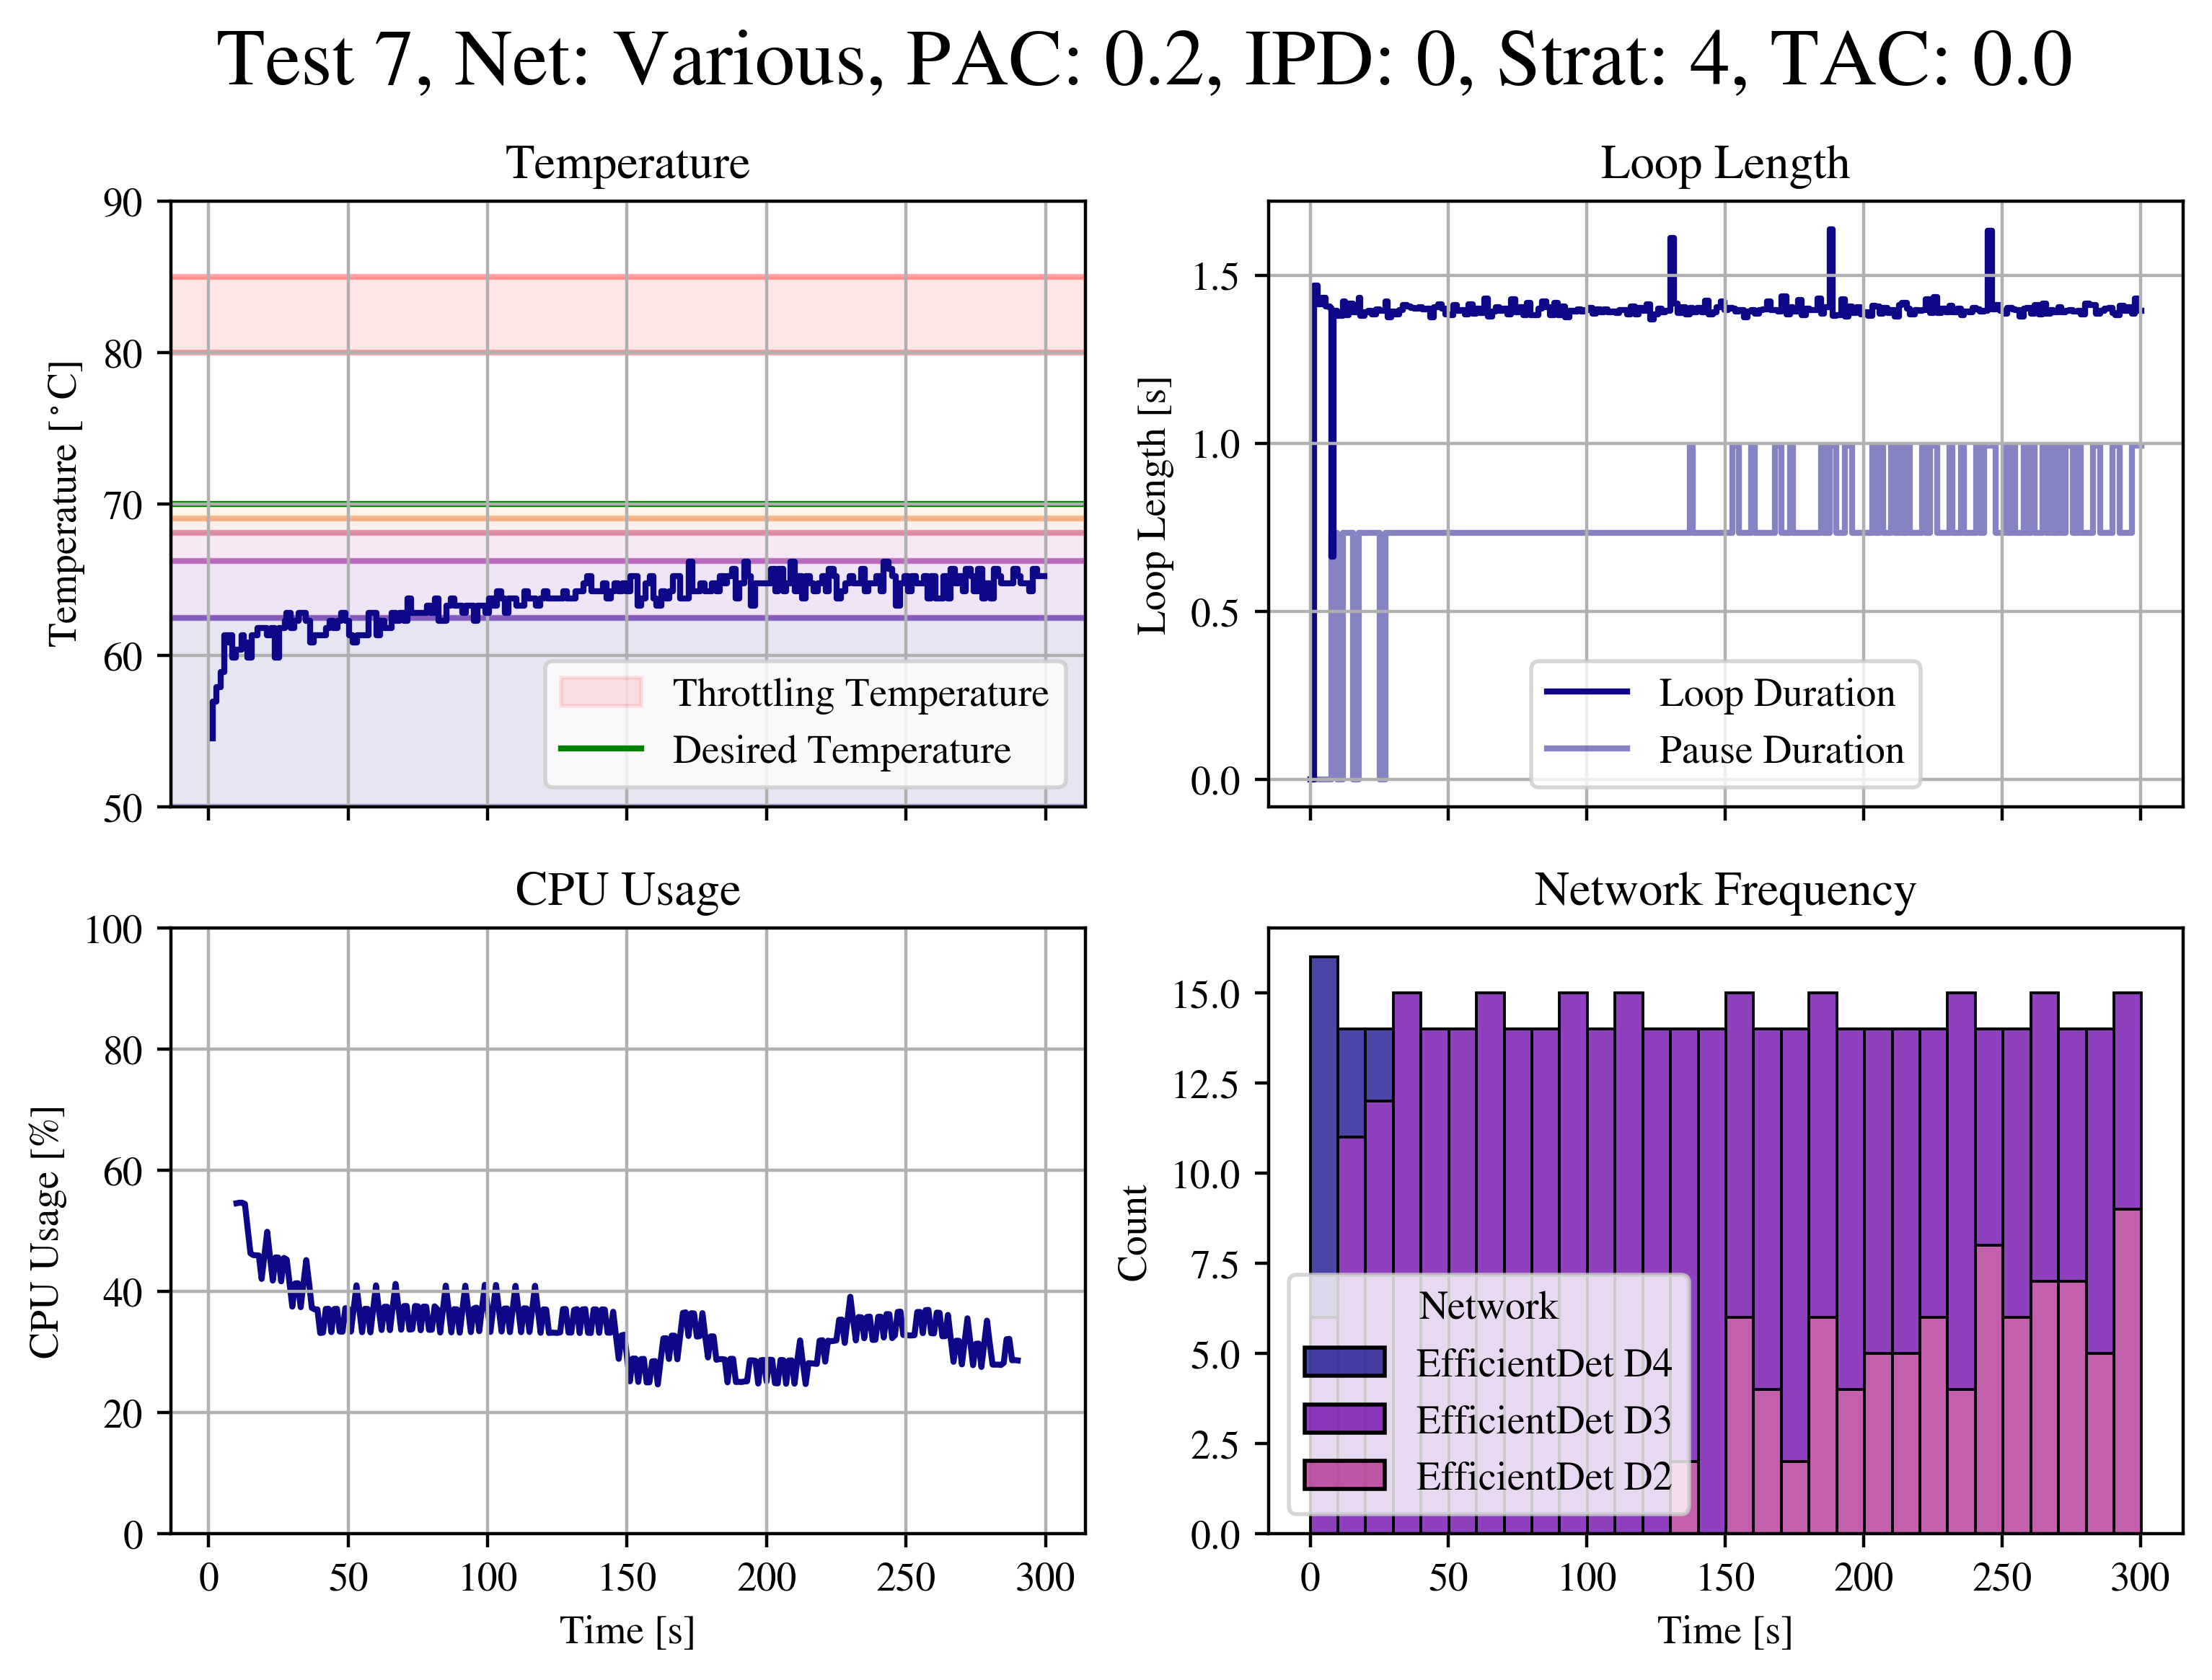 Test 7, Net: Various, PAC: 0.2, IPD: 0, Strat: 4, TAC: 0.0
Temperature
90
80
70
60
50
Temperature [°C]
Throttling Temperature
Desired Temperature
Loop Length
1.5
1.0
0.5
0.0
Loop Length [s]
Loop Duration
Pause Duration
CPU Usage
100
80
60
40
20
0
CPU Usage [%]
0 50 100 150 200 250 300
Time [s]
Network Frequency
15.0
12.5
10.0
7.5
5.0
2.5
0.0
Count
Network
EfficientDet D4
EfficientDet D3
EfficientDet D2
0 50 100 150 200 250 300
Time [s]